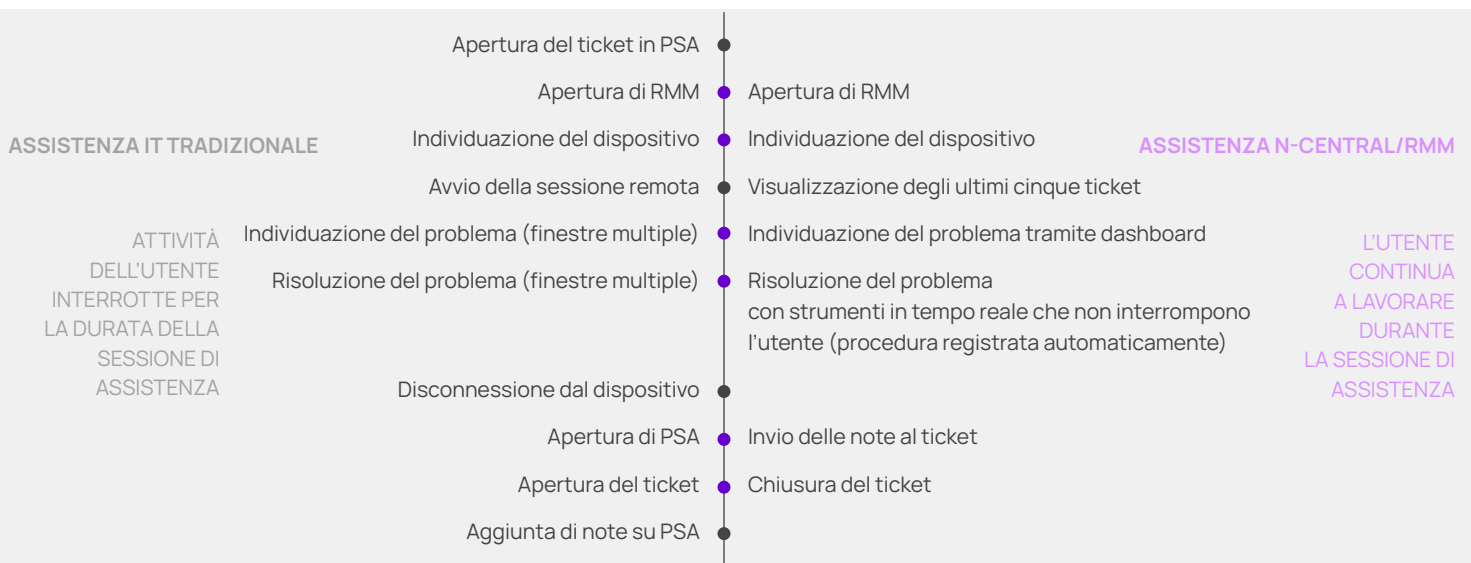 Apertura del ticket in PSA
Apertura di RMM
Apertura di RMM
ASSISTENZA IT TRADIZIONALE
Individuazione del dispositivo
Individuazione del dispositivo
ASSISTENZA N-CENTRAL/RMM
Avvio della sessione remota
Visualizzazione degli ultimi cinque ticket
ATTIVITÀ
DELL'UTENTE
INTERROTTE PER
LA DURATA DELLA
SESSIONE DI
ASSISTENZA
Individuazione del problema (finestre multiple)
Individuazione del problema tramite dashboard
Risoluzione del problema (finestre multiple)
Risoluzione del problema
con strumenti in tempo reale che non interrompono
l'utente (procedura registrata automaticamente)
L'UTENTE
CONTINUA
A LAVORARE
DURANTE
LA SESSIONE DI
ASSISTENZA
Disconnessione dal dispositivo
Apertura di PSA
Invio delle note al ticket
Apertura del ticket
Chiusura del ticket
Aggiunta di note su PSA